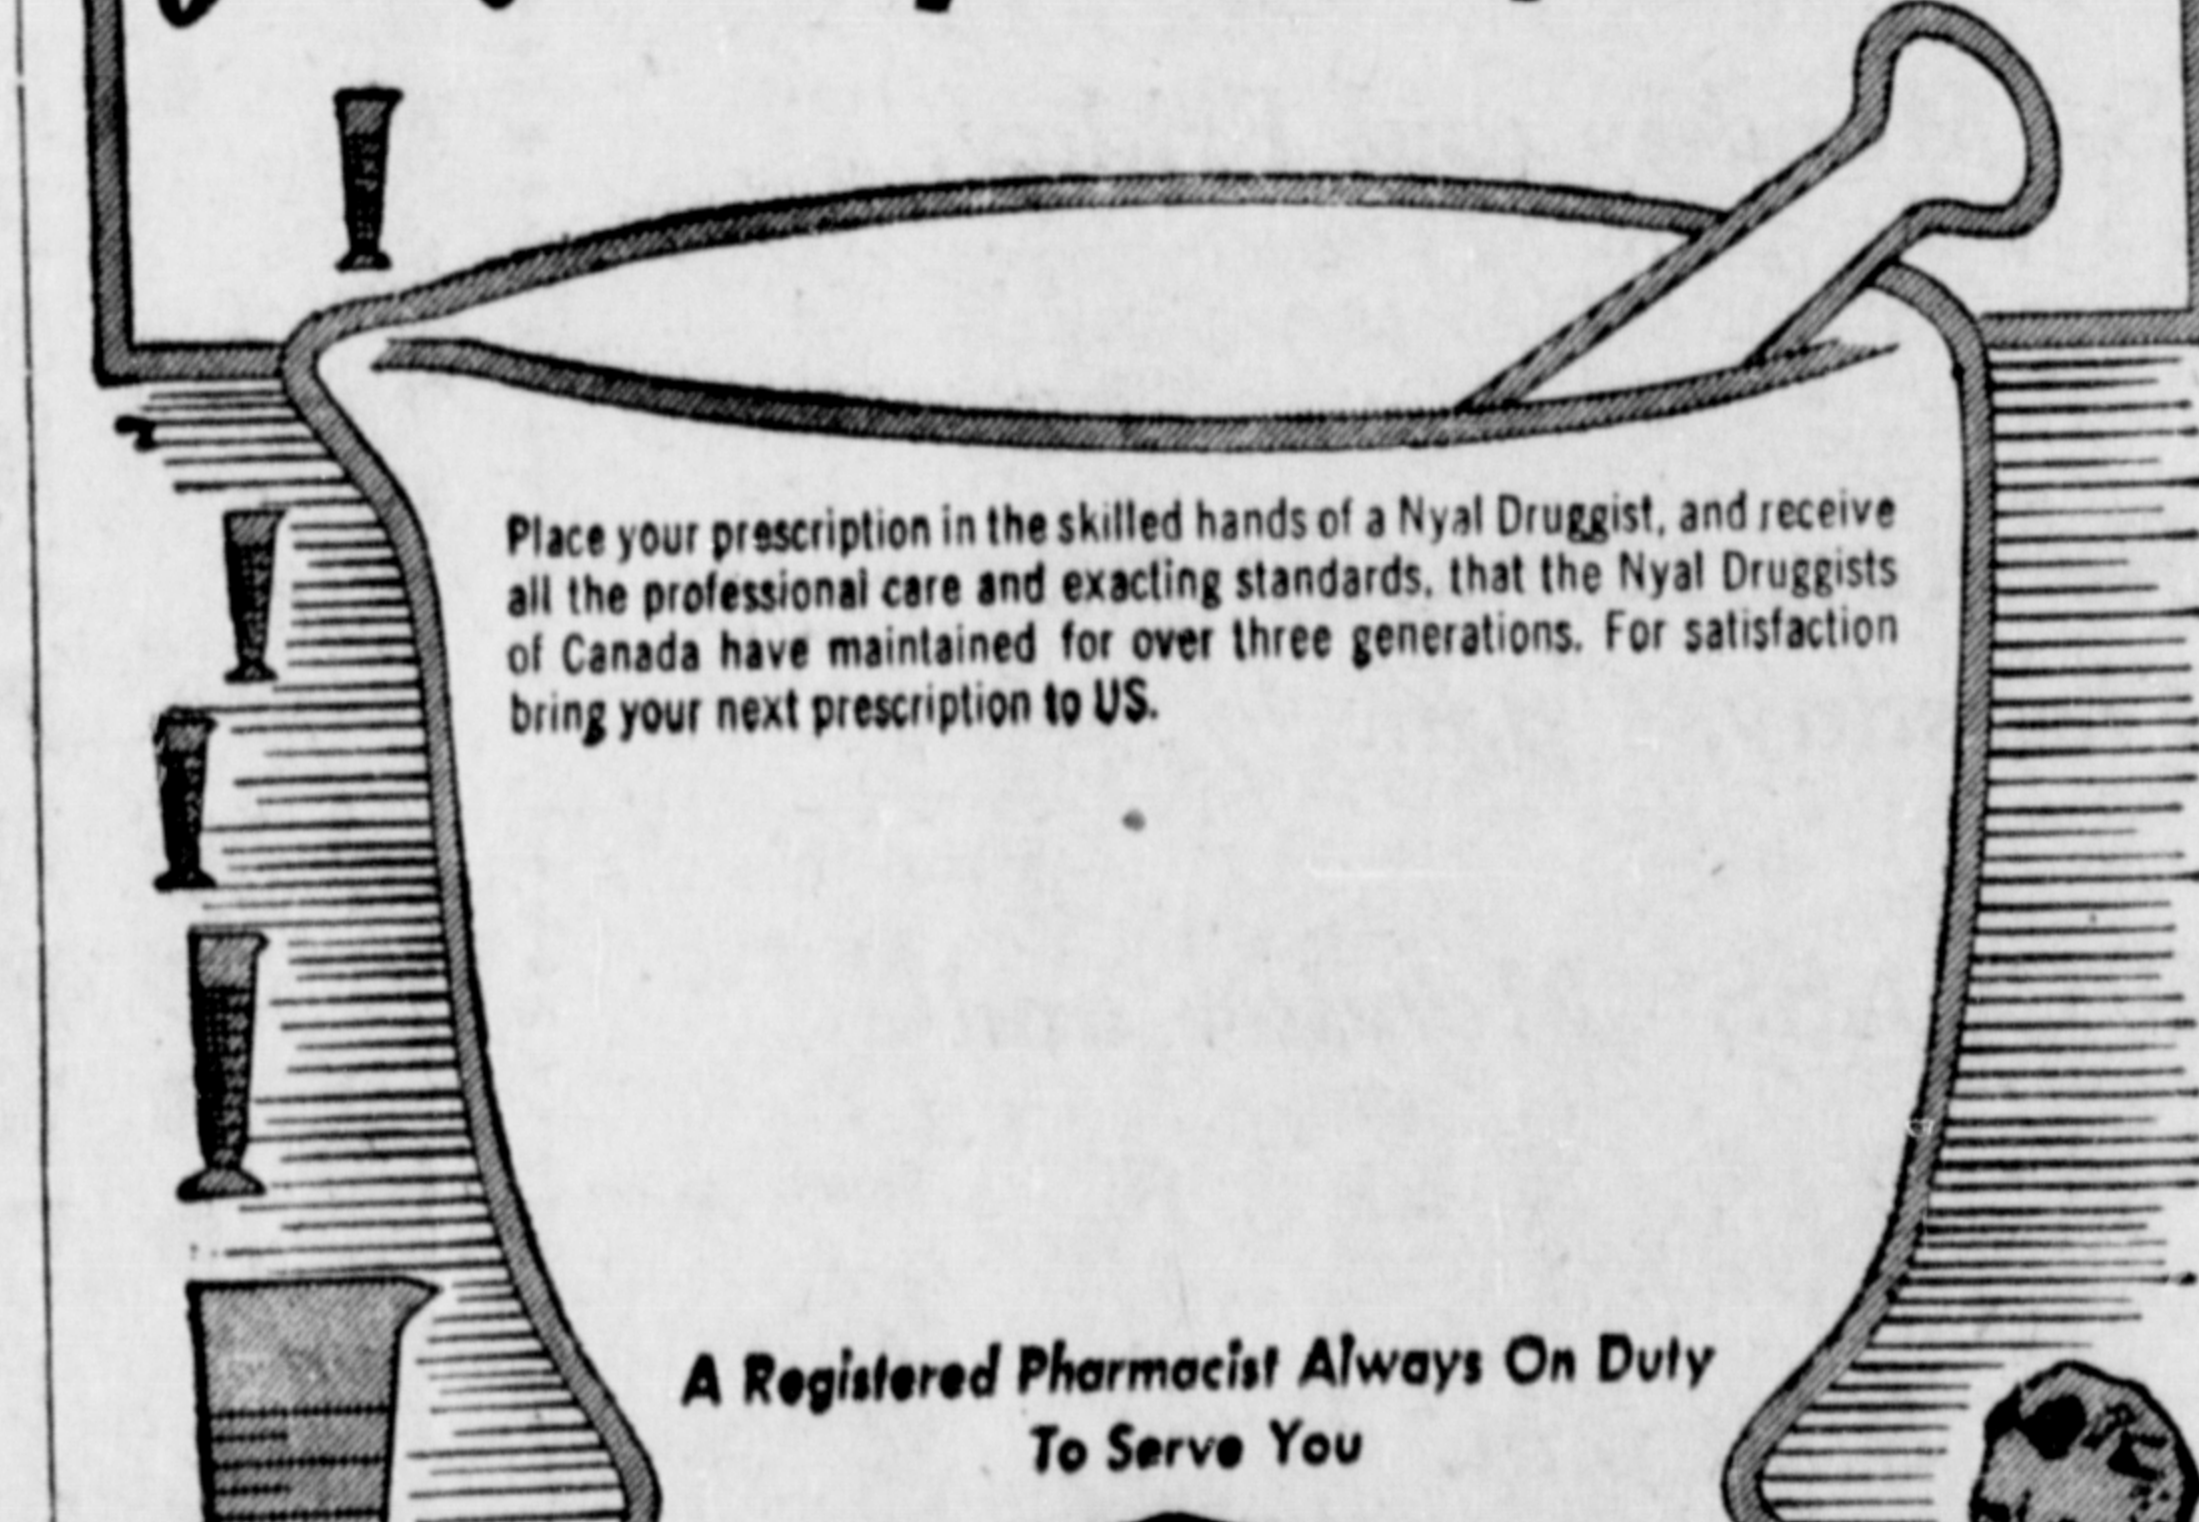 Place your prescription in the skilled hands of a Nyal Druggist, and receive
all the professional care and exacting standards, that the Nyal Druggists
of Canada have maintained for over three generations. For satisfaction
bring your next prescription to US.
A Registered Pharmacist Always On Duty
To Serve You